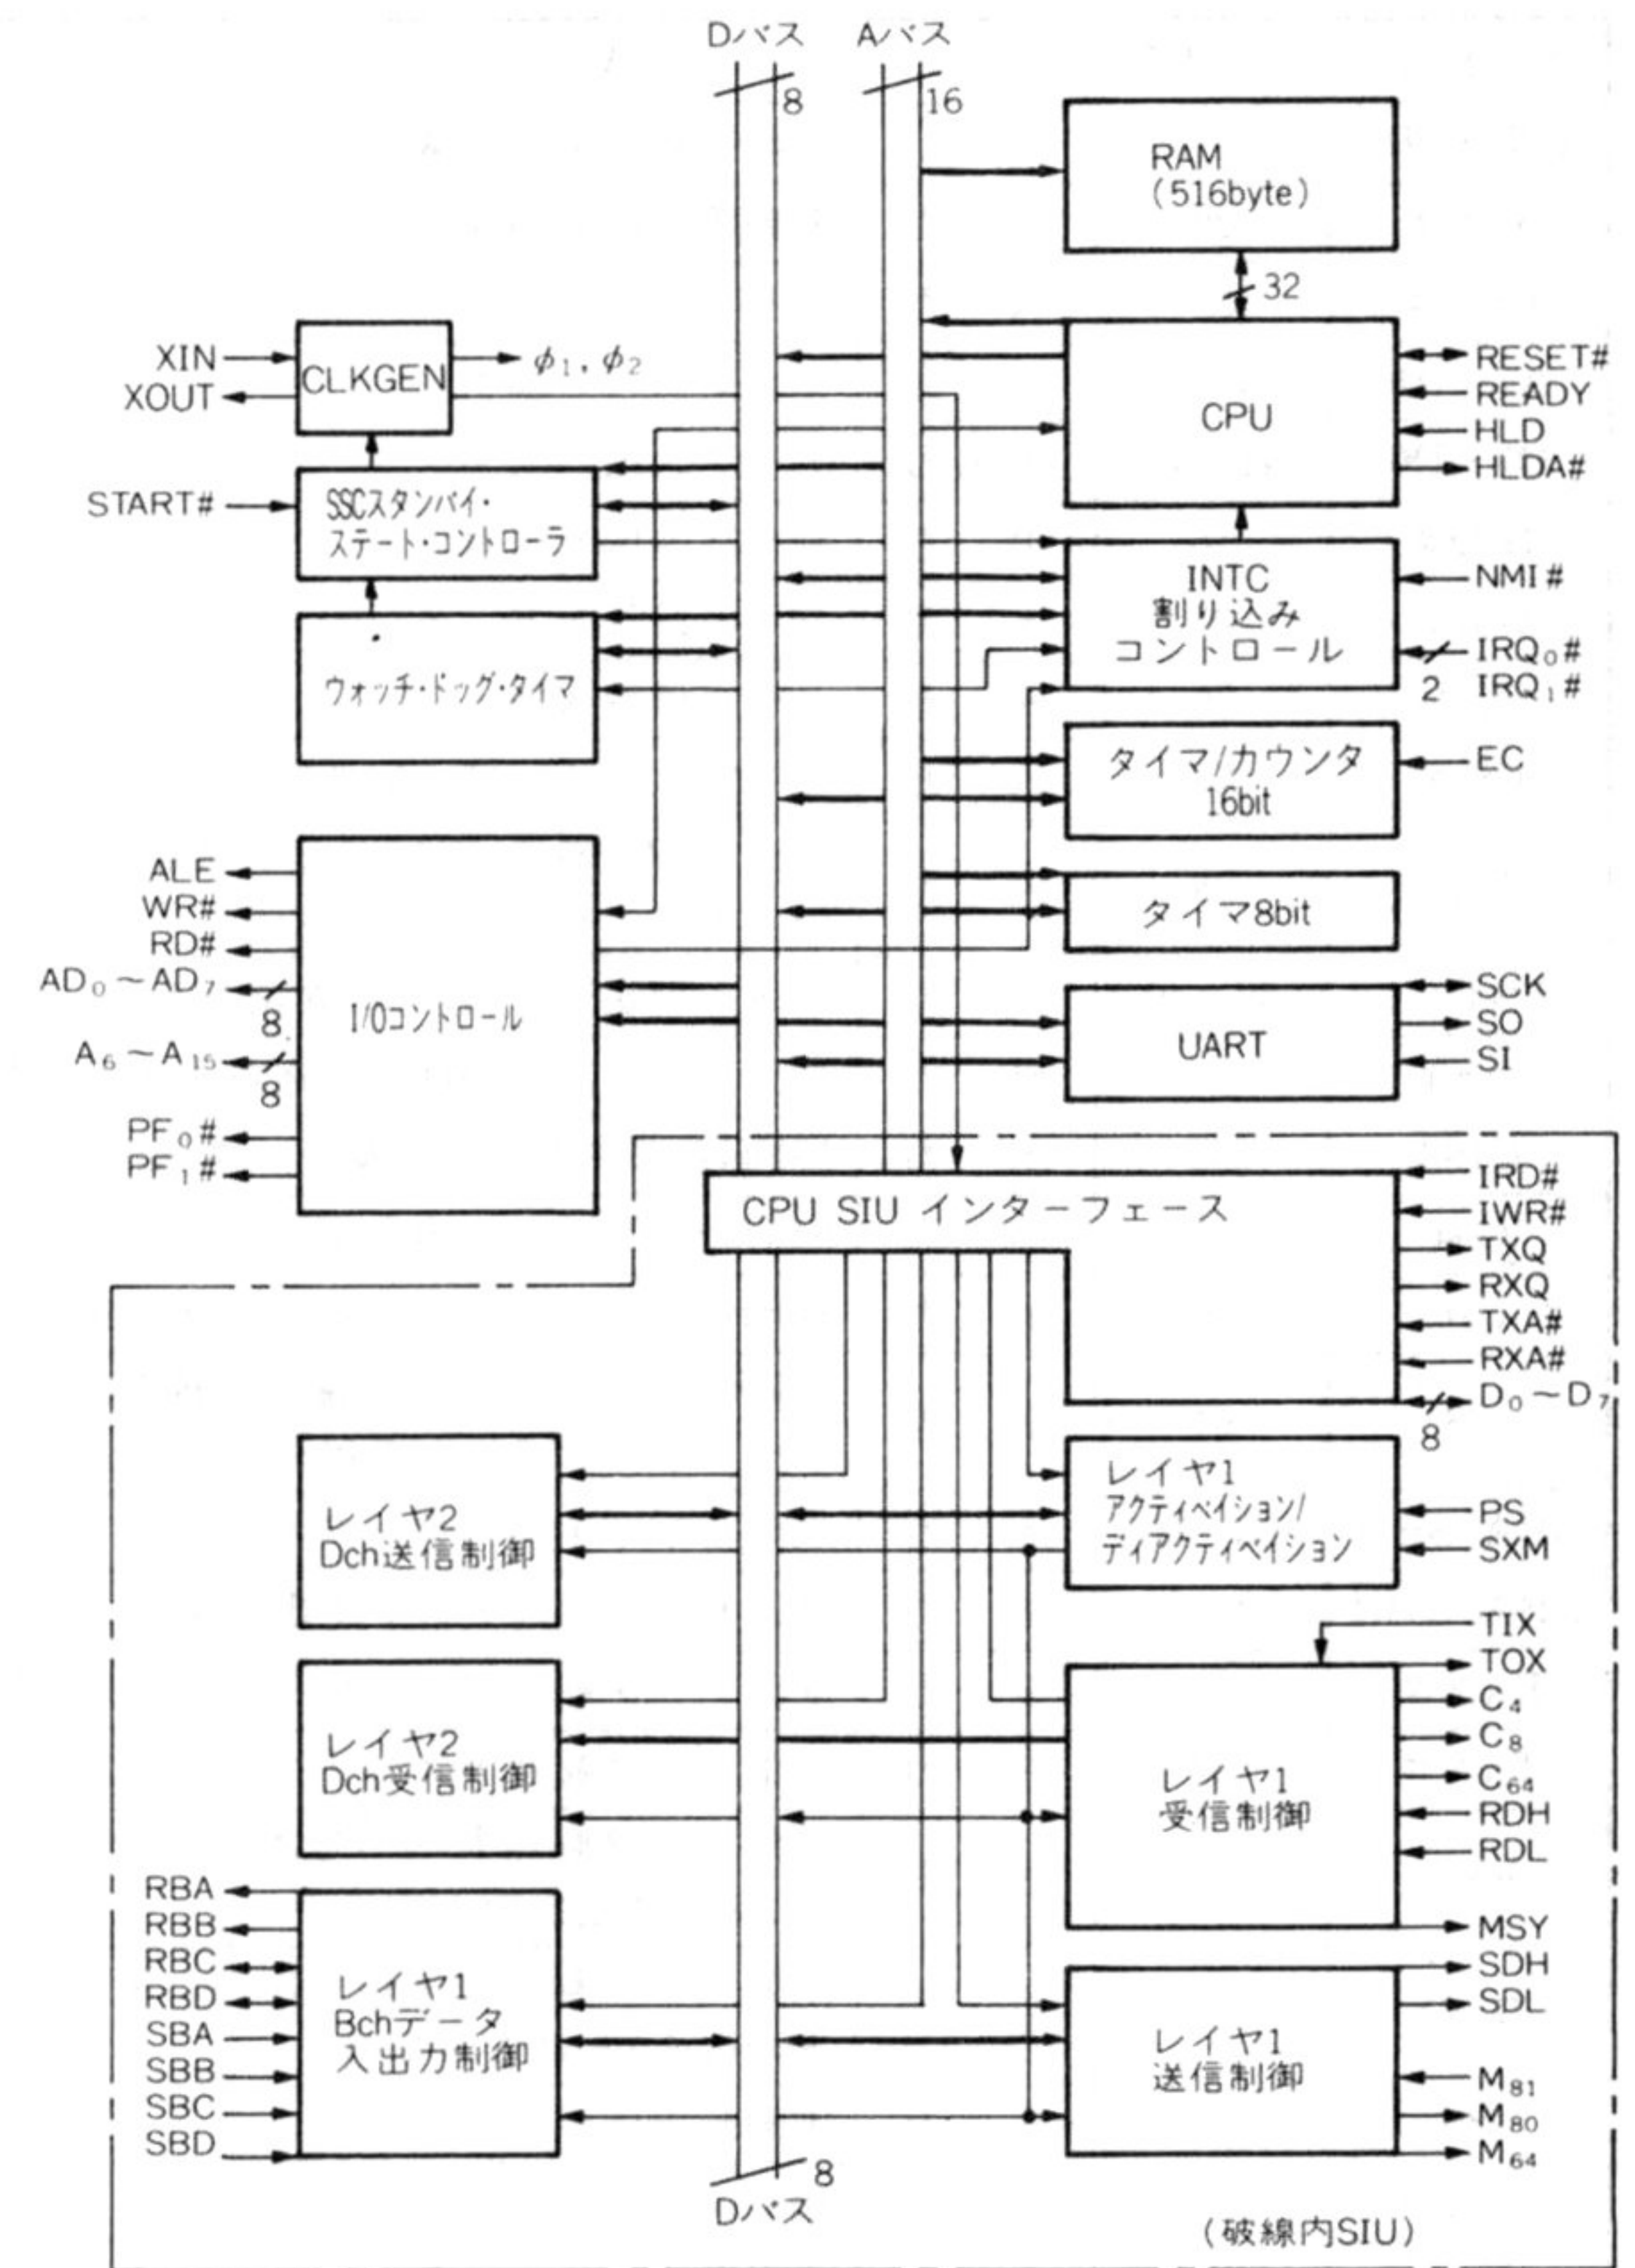 Dバス
Aバス
8
16
RAM
(516byte)
32
XIN
XOUT
CLKGEN
φ₁, φ₂
CPU
RESET#
READY
HLD
HLDA#
START#
SSCスタンバイ・
ステート・コントローラ
INTC
割り込み
コントロール
NMI#
IRQ₀#
IRQ₁#
2
ウォッチ・ドッグ・タイマ
タイマ/カウンタ
16bit
EC
タイマ8bit
ALE
WR#
RD#
AD₀〜AD₇
8
A₆〜A₁₅
8
PF₀#
PF₁#
I/Oコントロール
UART
SCK
SO
SI
CPU SIU インターフェース
IRD#
IWR#
TXQ
RXQ
TXA#
RXA#
D₀〜D₇
8
レイヤ2
Dch送信制御
レイヤ1
アクティベイション/
ディアクティベイション
PS
SXM
レイヤ2
Dch受信制御
レイヤ1
受信制御
TIX
TOX
C₄
C₈
C₆₄
RDH
RDL
MSY
RBA
RBB
RBC
RBD
SBA
SBB
SBC
SBD
レイヤ1
Bchデータ
入出力制御
レイヤ1
送信制御
SDH
SDL
M₈₁
M₈₀
M₆₄
8
Dバス
(破線内SIU)